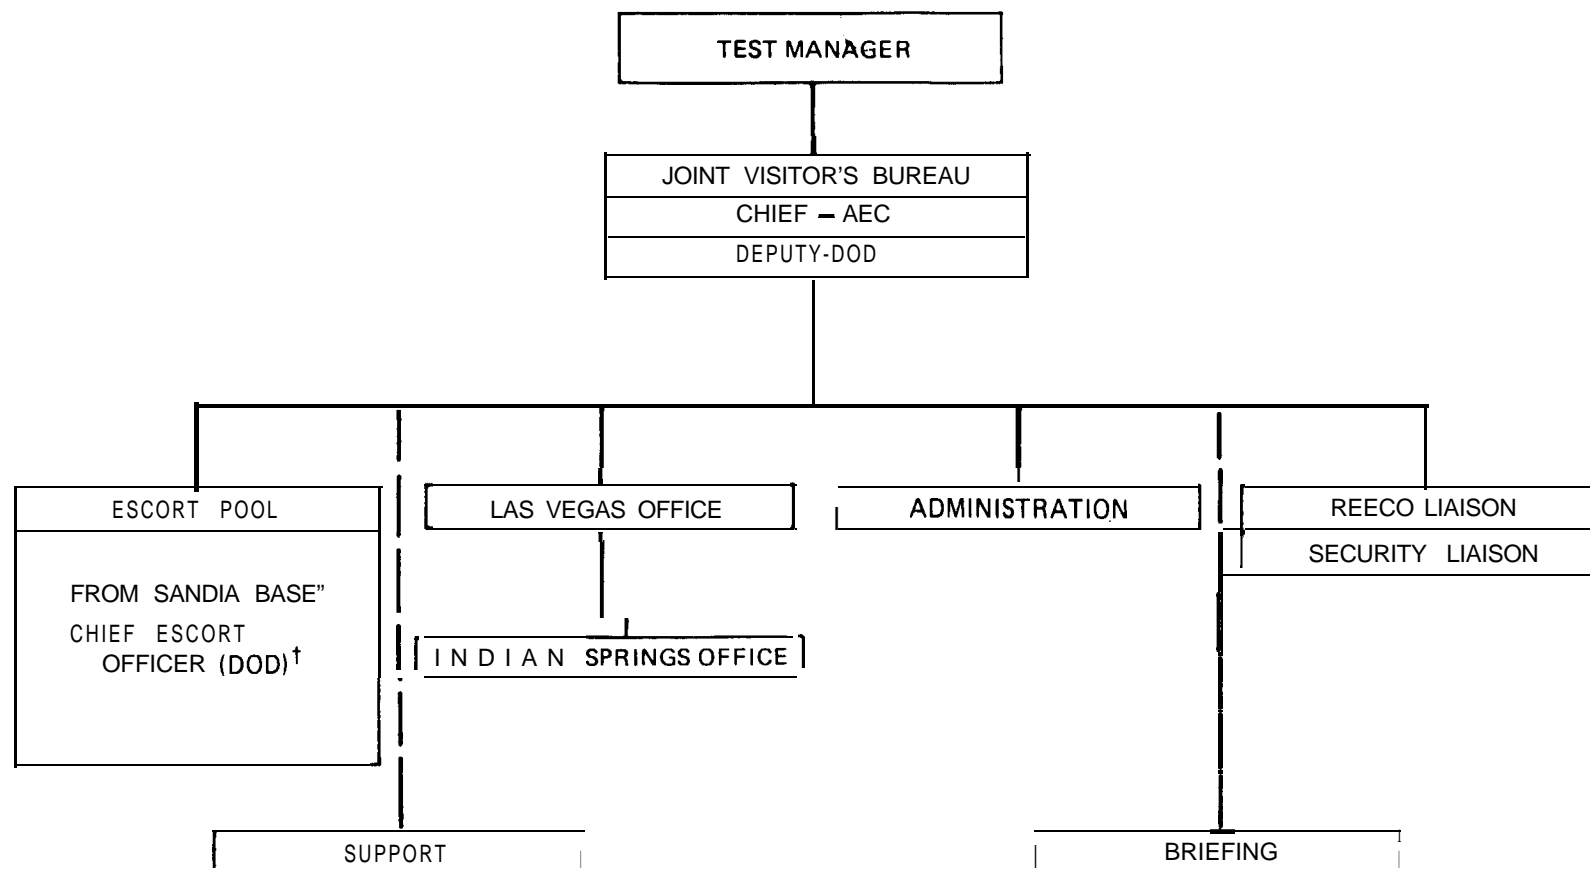 TEST MANAGER
JOINT VISITOR'S BUREAU
CHIEF – AEC
DEPUTY-DOD
ESCORT POOL
FROM SANDIA BASE”
CHIEF ESCORT
OFFICER (DOD)†
LAS VEGAS OFFICE
INDIAN SPRINGS OFFICE
ADMINISTRATION
REECO LIAISON
SECURITY LIAISON
SUPPORT
BRIEFING